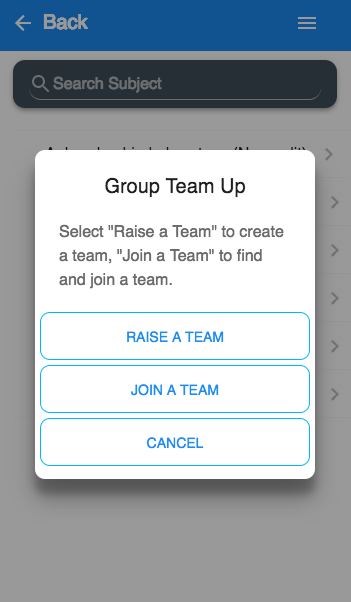 Back
Search Subject
Group Team Up
Select "Raise a Team" to create
a team, "Join a Team" to find
and join a team.
RAISE A TEAM
JOIN A TEAM
CANCEL